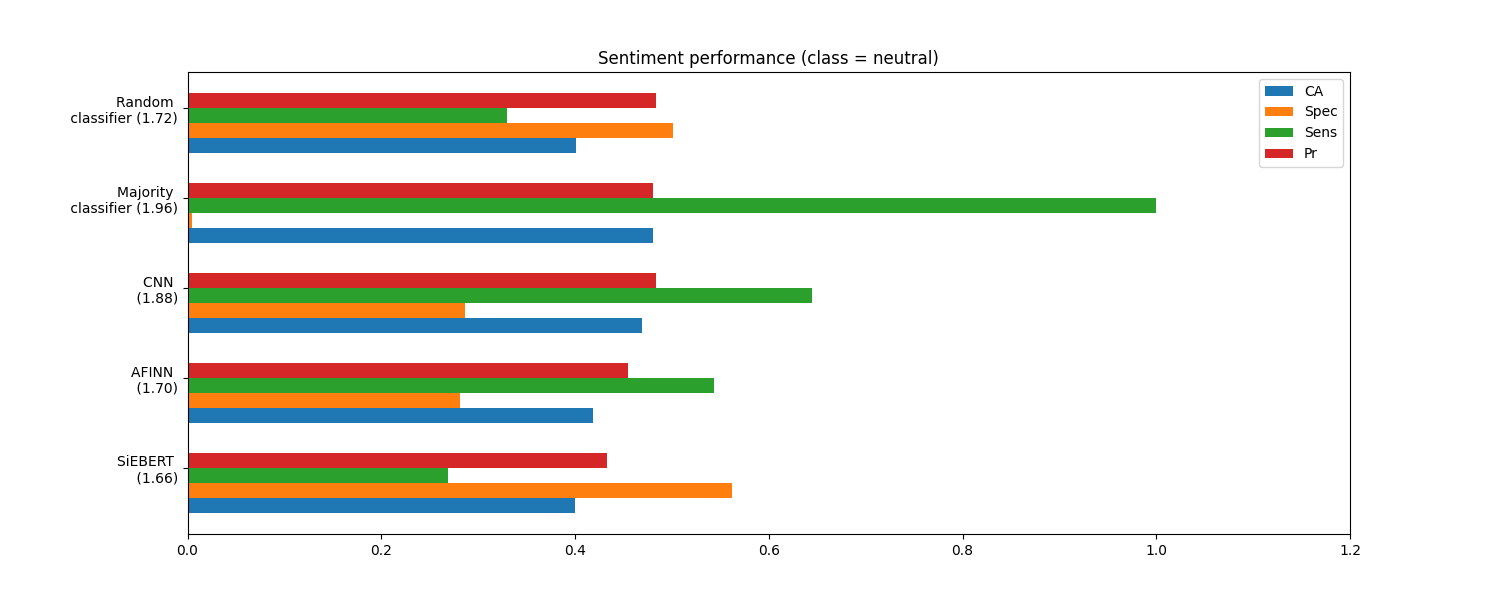 Sentiment performance (class = neutral)
Random
classifier (1.72)
Majority
classifier (1.96)
CNN
(1.88)
AFINN
(1.70)
SiEBERT
(1.66)
CA
Spec
Sens
Pr
0.0 0.2 0.4 0.6 0.8 1.0 1.2